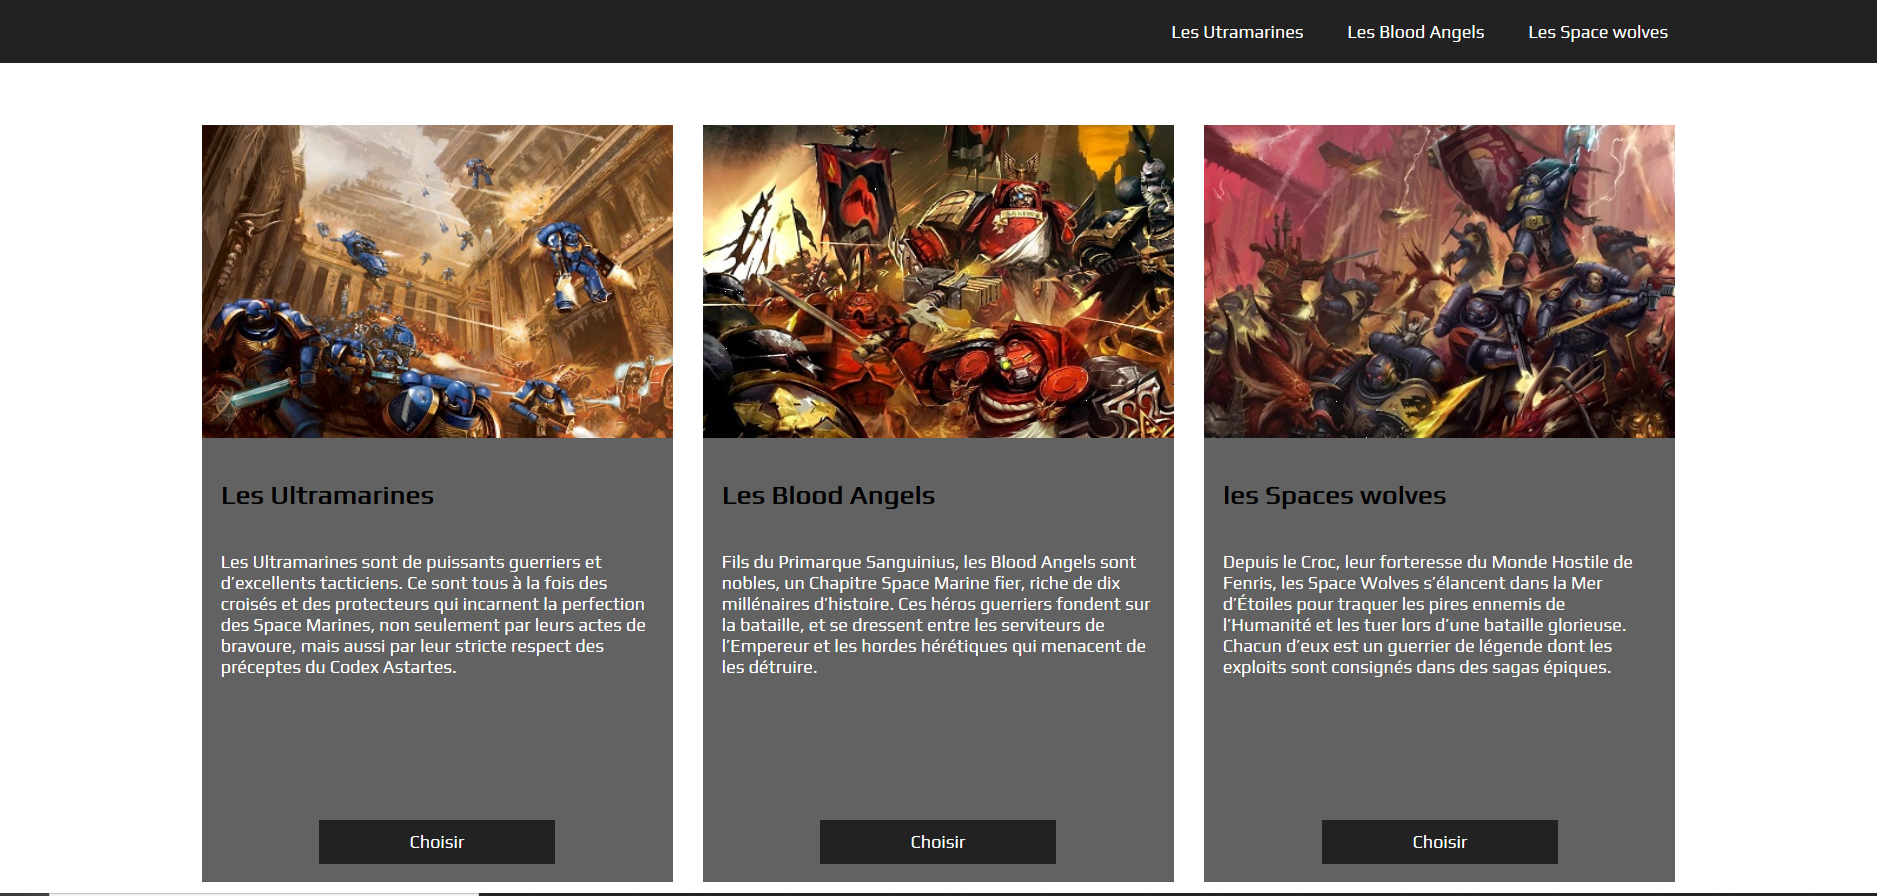 Les Utramarines Les Blood Angels Les Space wolves
Les Ultramarines
Les Ultramarines sont de puissants guerriers et
d’excellents tacticiens. Ce sont tous à la fois des
croisés et des protecteurs qui incarnent la perfection
des Space Marines, non seulement par leurs actes de
bravoure, mais aussi par leur stricte respect des
préceptes du Codex Astartes.
Choisir
Les Blood Angels
Fils du Primarque Sanguinius, les Blood Angels sont
nobles, un Chapitre Space Marine fier, riche de dix
millénaires d’histoire. Ces héros guerriers fondent sur
la bataille, et se dressent entre les serviteurs de
l’Empereur et les hordes hérétiques qui menacent de
les détruire.
Choisir
les Spaces wolves
Depuis le Croc, leur forteresse du Monde Hostile de
Fenris, les Space Wolves s’élancent dans la Mer
d’Étoiles pour traquer les pires ennemis de
l’Humanité et les tuer lors d’une bataille glorieuse.
Chacun d’eux est un guerrier de légende dont les
exploits sont consignés dans des sagas épiques.
Choisir